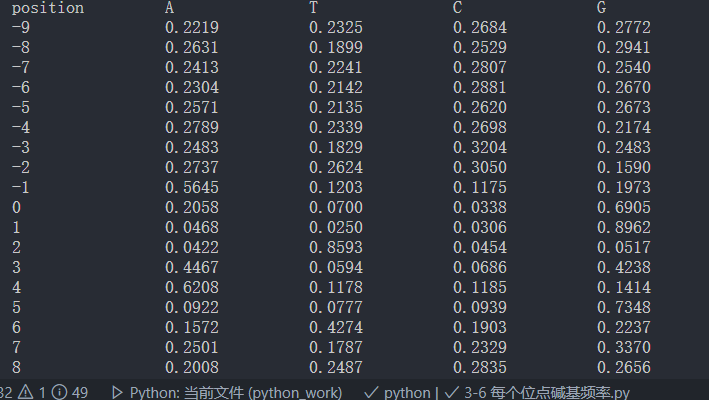 position A T C G
-9 0.2219 0.2325 0.2684 0.2772
-8 0.2631 0.1899 0.2529 0.2941
-7 0.2413 0.2241 0.2807 0.2540
-6 0.2304 0.2142 0.2881 0.2670
-5 0.2571 0.2135 0.2620 0.2673
-4 0.2789 0.2339 0.2698 0.2174
-3 0.2483 0.1829 0.3204 0.2483
-2 0.2737 0.2624 0.3050 0.1590
-1 0.5645 0.1203 0.1175 0.1973
0 0.2058 0.0700 0.0338 0.6905
1 0.0468 0.0250 0.0306 0.8962
2 0.0422 0.8593 0.0454 0.0517
3 0.4467 0.0594 0.0686 0.4238
4 0.6208 0.1178 0.1185 0.1414
5 0.0922 0.0777 0.0939 0.7348
6 0.1572 0.4274 0.1903 0.2237
7 0.2501 0.1787 0.2329 0.3370
8 0.2008 0.2487 0.2835 0.2656
32 1 49 Python: 当前文件 (python_work) python | 3-6 每个位点碱基频率.py